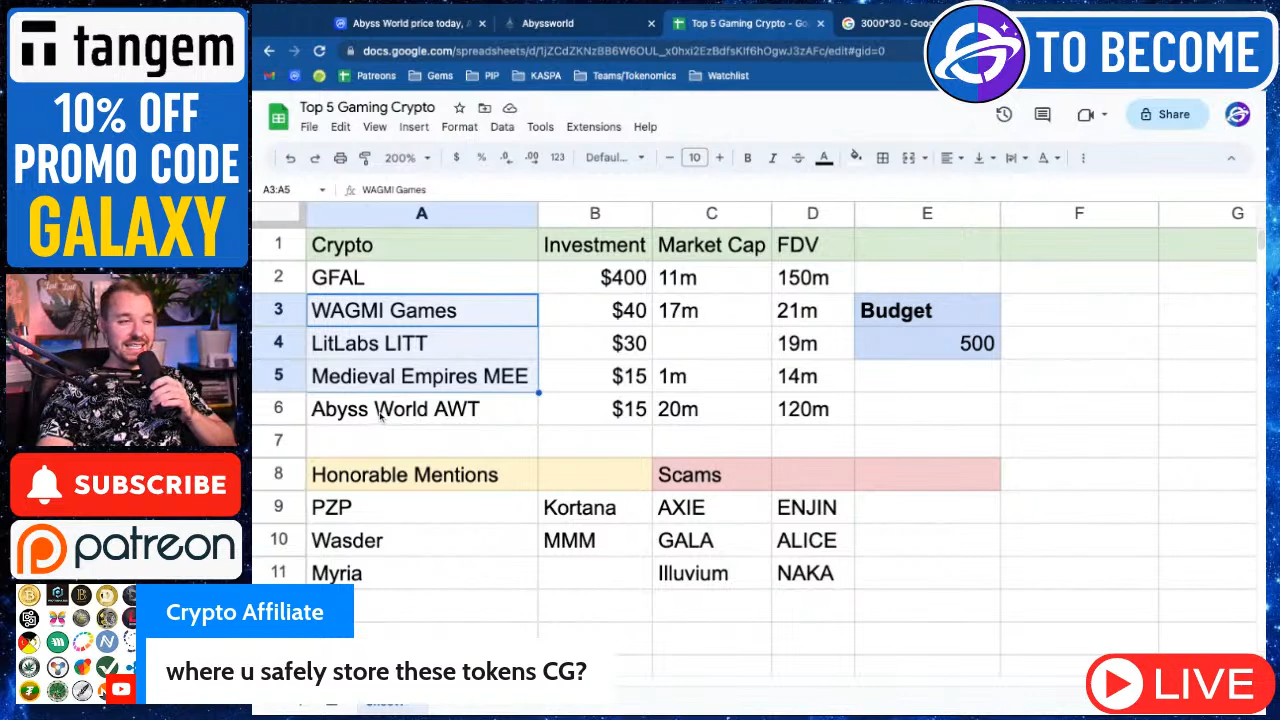 tangem
10% OFF
PROMO CODE
GALAXY
SUBSCRIBE
patreon
Abyss World price today,
Abyss
Top 5 Gaming Crypto - Go
3000*30 - Goo
docs.google.com/spreadsheets/d/1jZCdZKNzBB6W6OUL_x0hxi2EzBdfsKIf6hOgwJ3zAFc/edit#gid=0
Patreons
Gems
PIP
KASPA
Teams/Tokenomics
Watchlist
TO BECOME
Top 5 Gaming Crypto
File Edit View Insert Format Data Tools Extensions Help
Share
200% $ % .0 .00 123 Defaul... - 10 + B I A
A3:A5 fx WAGMI Games
A B C D E F G
1 Crypto Investment Market Cap FDV
2 GFAL $400 11m 150m
3 WAGMI Games $40 17m 21m Budget
4 LitLabs LITT $30 19m 500
5 Medieval Empires MEE $15 1m 14m
6 Abyss World AWT $15 20m 120m
7
8 Honorable Mentions Scams
9 PZP Kortana AXIE ENJIN
10 Wasder MMM GALA ALICE
11 Myria Illuvium NAKA
Crypto Affiliate
where u safely store these tokens CG?
LIVE